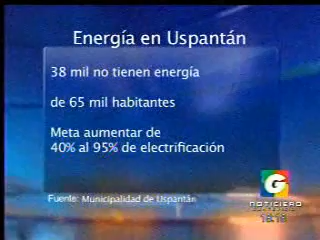 Energía en Uspantán
38 mil no tienen energía
de 65 mil habitantes
Meta aumentar de
40% al 95% de electrificación
Fuente: Municipalidad de Uspantán
G
NOTICIERO